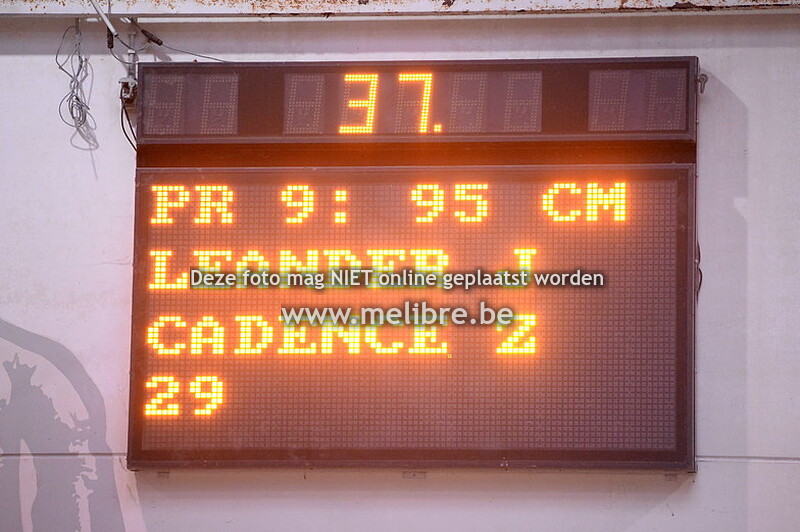 37.
PR 9: 95 CM
LEANDER J
Deze foto mag NIET online geplaatst worden
www.melibre.be
CADENCE Z
29